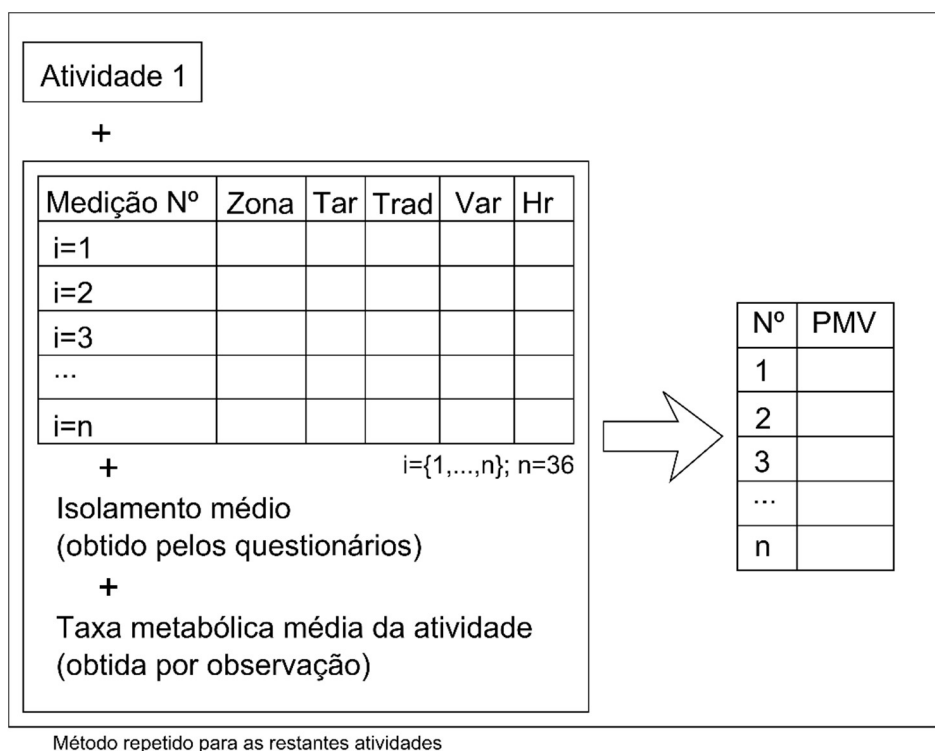 Atividade 1
+
Medição Nº Zona Tar Trad Var Hr
i=1
i=2
i=3
...
i=n
i={1,...,n}; n=36
+
Isolamento médio
(obtido pelos questionários)
+
Taxa metabólica média da atividade
(obtida por observação)
Nº PMV
1
2
3
...
n
Método repetido para as restantes atividades